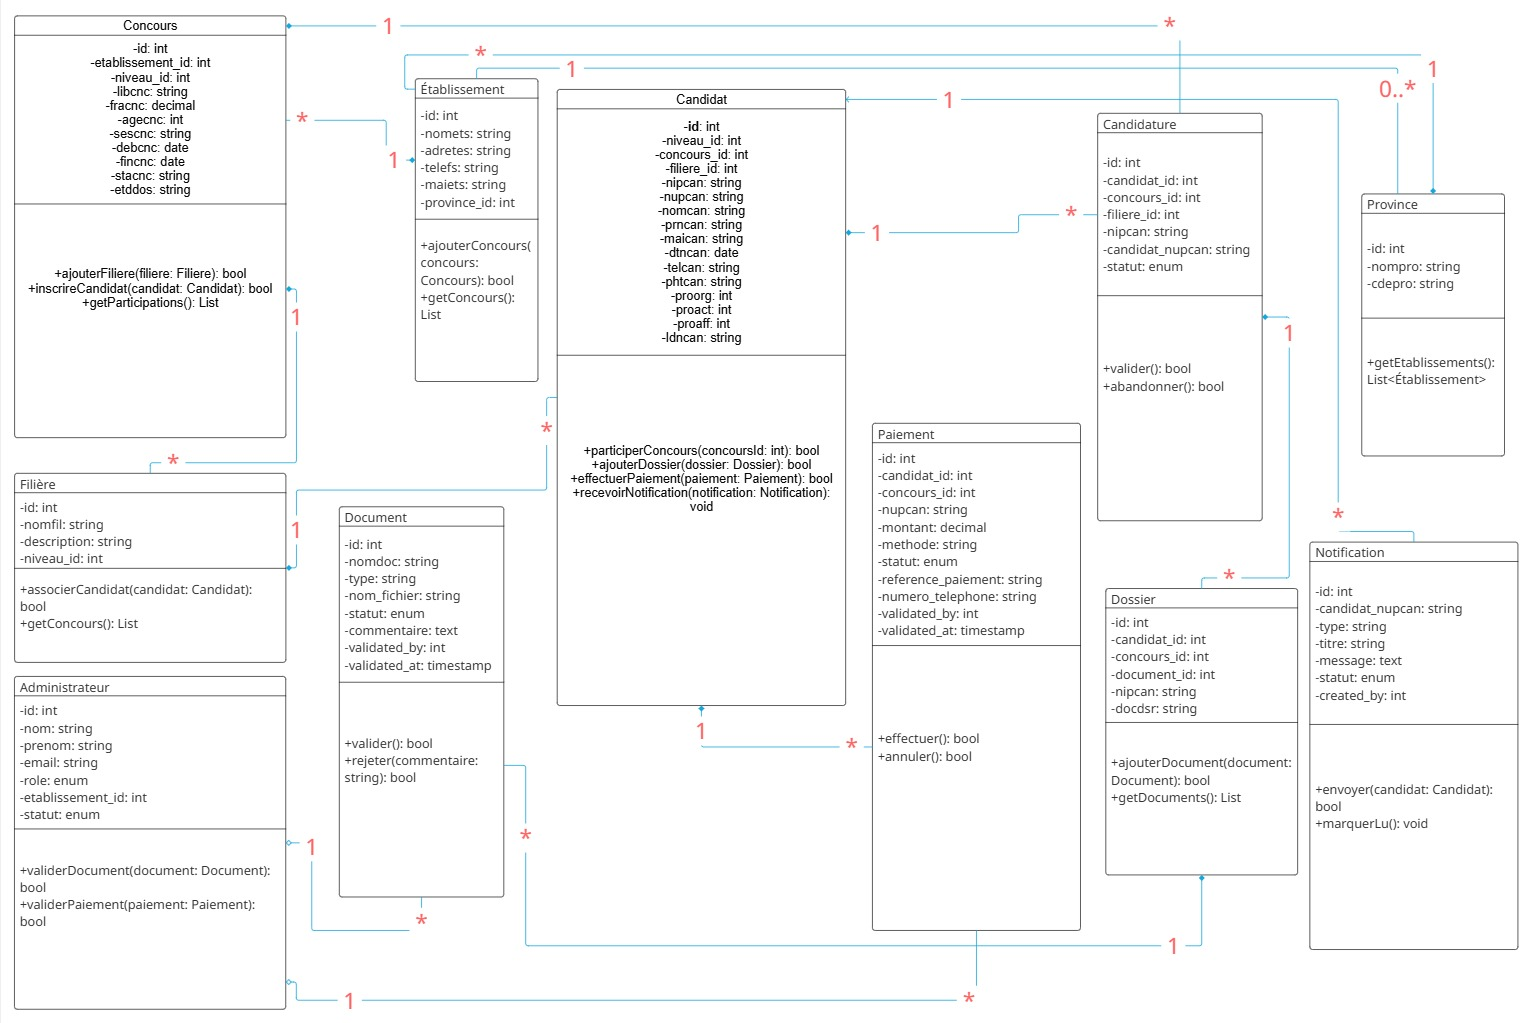 Concours
-id: int
-etablissement_id: int
-niveau_id: int
-libcnc: string
-fracnc: decimal
-agecnc: int
-sescnc: string
-debcnc: date
-fincnc: date
-stacnc: string
-etddos: string
+ajouterFiliere(filiere: Filiere): bool
+inscrireCandidat(candidat: Candidat): bool
+getParticipations(): List
1
*
*
1
1
0..*
*
1
1
*
Établissement
-id: int
-nomets: string
-adretes: string
-telefs: string
-maiets: string
-province_id: int
+ajouterConcours(
concours:
Concours): bool
+getConcours():
List
Candidat
-id: int
-niveau_id: int
-concours_id: int
-filiere_id: int
-nipcan: string
-nupcan: string
-nomcan: string
-prncan: string
-maican: string
-dtncan: date
-telcan: string
-phtcan: string
-proorg: int
-proact: int
-proaff: int
-ldncan: string
+participerConcours(concoursId: int): bool
+ajouterDossier(dossier: Dossier): bool
+effectuerPaiement(paiement: Paiement): bool
+recevoirNotification(notification: Notification):
void
1
1
*
Candidature
-id: int
-candidat_id: int
-concours_id: int
-filiere_id: int
-nipcan: string
-candidat_nupcan: string
-statut: enum
+valider(): bool
+abandonner(): bool
Province
-id: int
-nompro: string
-cdepro: string
+getEtablissements():
List<Établissement>
1
*
*
Filière
-id: int
-nomfil: string
-description: string
-niveau_id: int
+associerCandidat(candidat: Candidat):
bool
+getConcours(): List
*
1
Document
-id: int
-nomdoc: string
-type: string
-nom_fichier: string
-statut: enum
-commentaire: text
-validated_by: int
-validated_at: timestamp
+valider(): bool
+rejeter(commentaire:
string): bool
Paiement
-id: int
-candidat_id: int
-concours_id: int
-nupcan: string
-montant: decimal
-methode: string
-statut: enum
-reference_paiement: string
-numero_telephone: string
-validated_by: int
-validated_at: timestamp
+effectuer(): bool
+annuler(): bool
1
*
Dossier
-id: int
-candidat_id: int
-concours_id: int
-document_id: int
-nipcan: string
-docdsr: string
+ajouterDocument(document:
Document): bool
+getDocuments(): List
Notification
-id: int
-candidat_nupcan: string
-type: string
-titre: string
-message: text
-statut: enum
-created_by: int
+envoyer(candidat: Candidat):
bool
+marquerLu(): void
Administrateur
-id: int
-nom: string
-prenom: string
-email: string
-role: enum
-etablissement_id: int
-statut: enum
+validerDocument(document: Document):
bool
+validerPaiement(paiement: Paiement):
bool
1
*
*
1
1
*